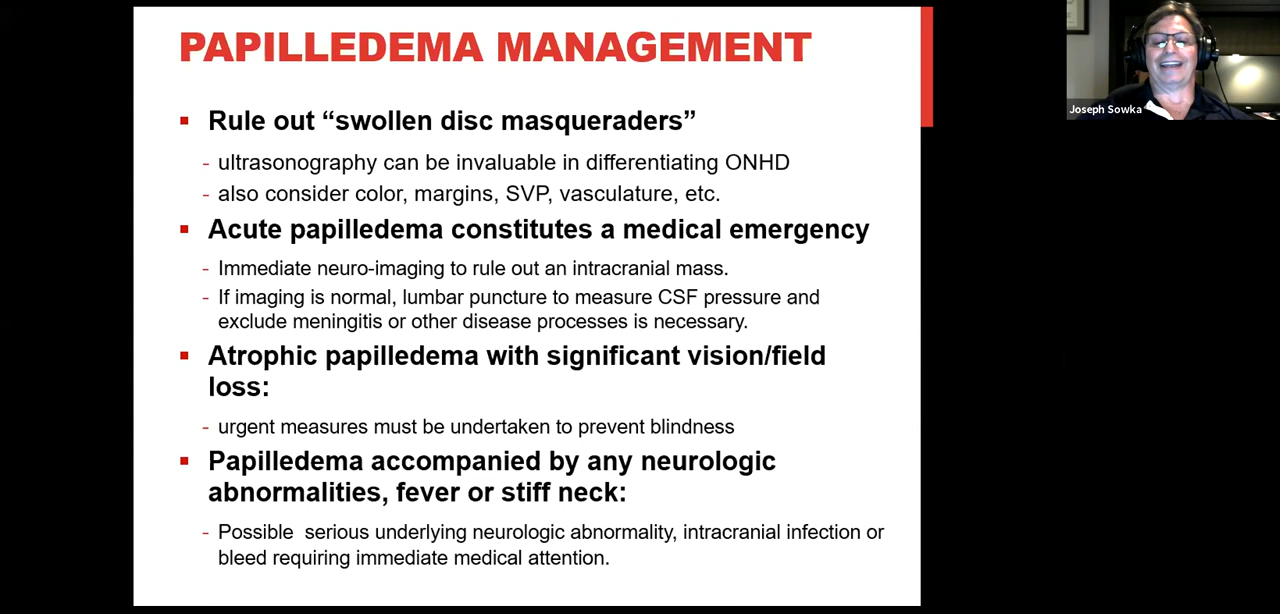 PAPILLEDEMA MANAGEMENT
▪ Rule out “swollen disc masqueraders”
- ultrasonography can be invaluable in differentiating ONHD
- also consider color, margins, SVP, vasculature, etc.
▪ Acute papilledema constitutes a medical emergency
- Immediate neuro-imaging to rule out an intracranial mass.
- If imaging is normal, lumbar puncture to measure CSF pressure and
exclude meningitis or other disease processes is necessary.
▪ Atrophic papilledema with significant vision/field
loss:
- urgent measures must be undertaken to prevent blindness
▪ Papilledema accompanied by any neurologic
abnormalities, fever or stiff neck:
- Possible  serious underlying neurologic abnormality, intracranial infection or
bleed requiring immediate medical attention.
Joseph Sowka